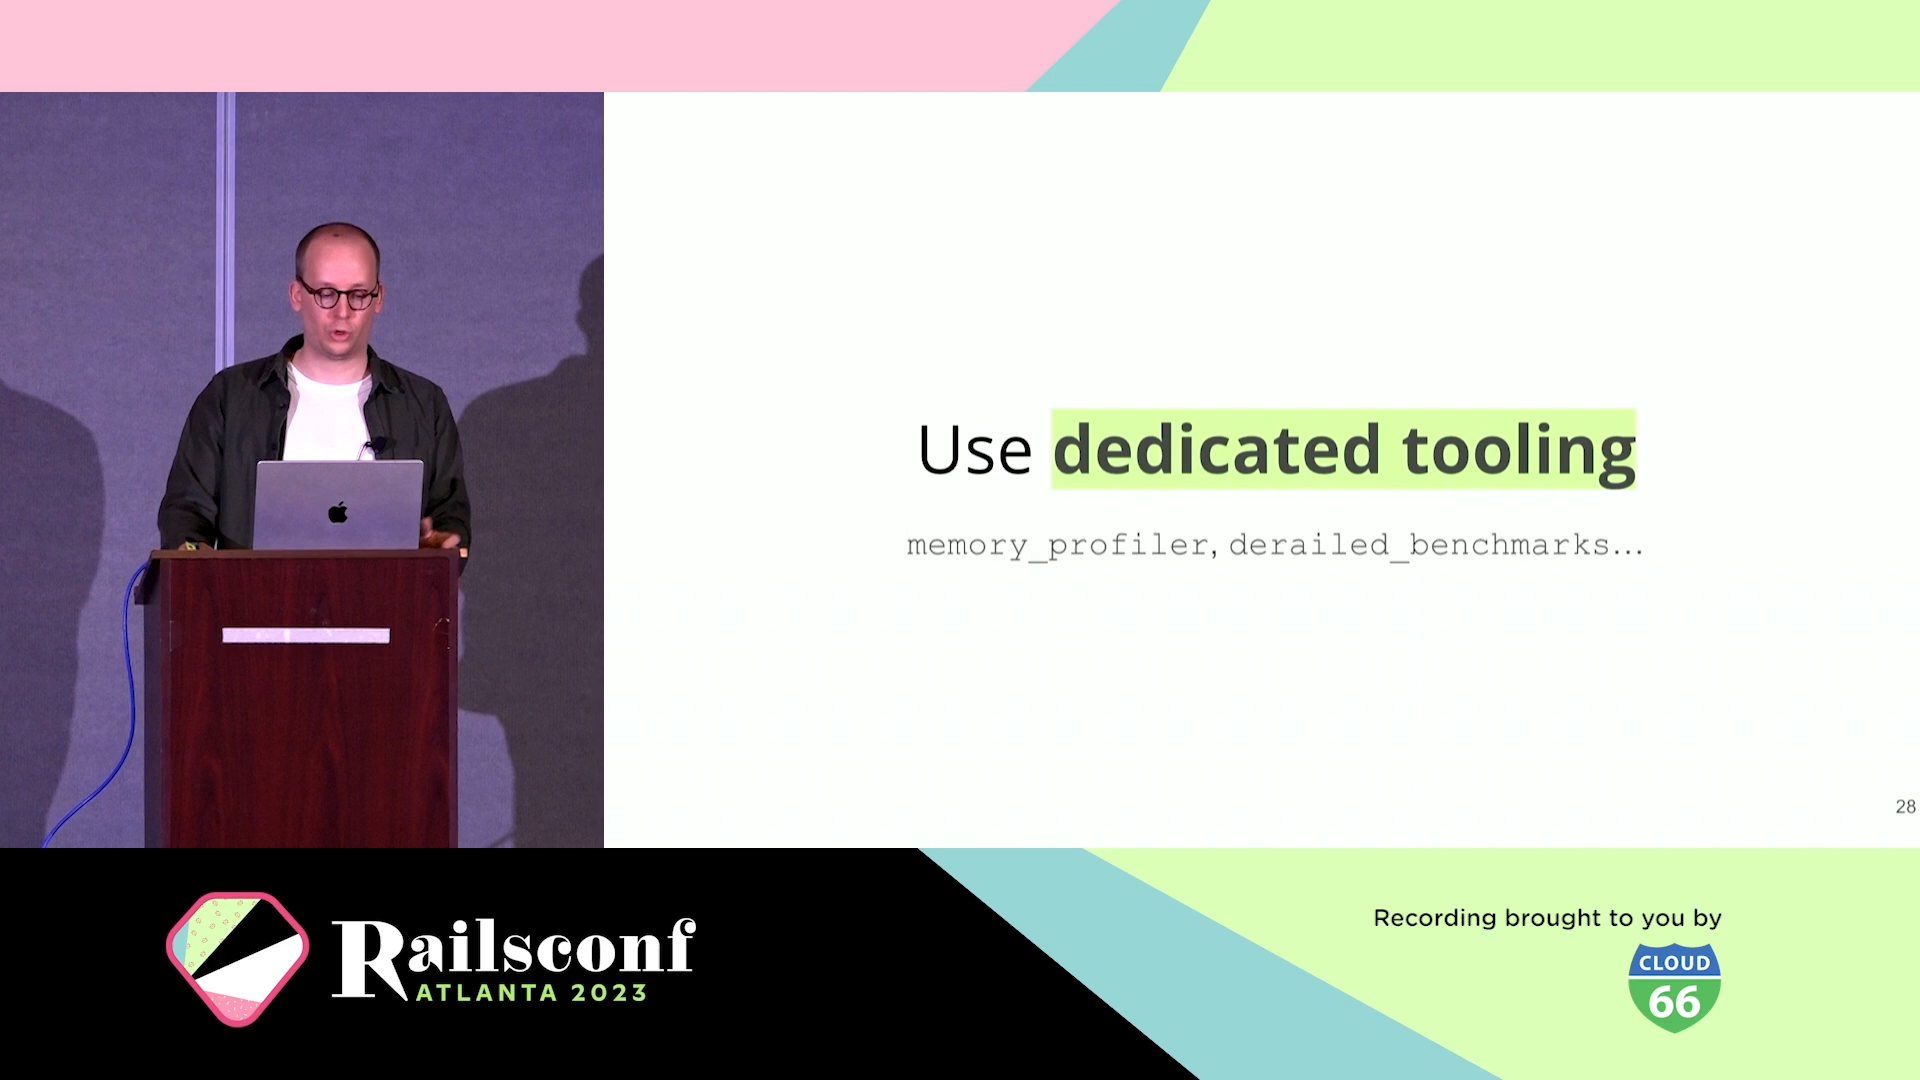 Use dedicated tooling
memory_profiler, derailed_benchmarks...
28
Railsconf
ATLANTA 2023
Recording brought to you by
CLOUD
66